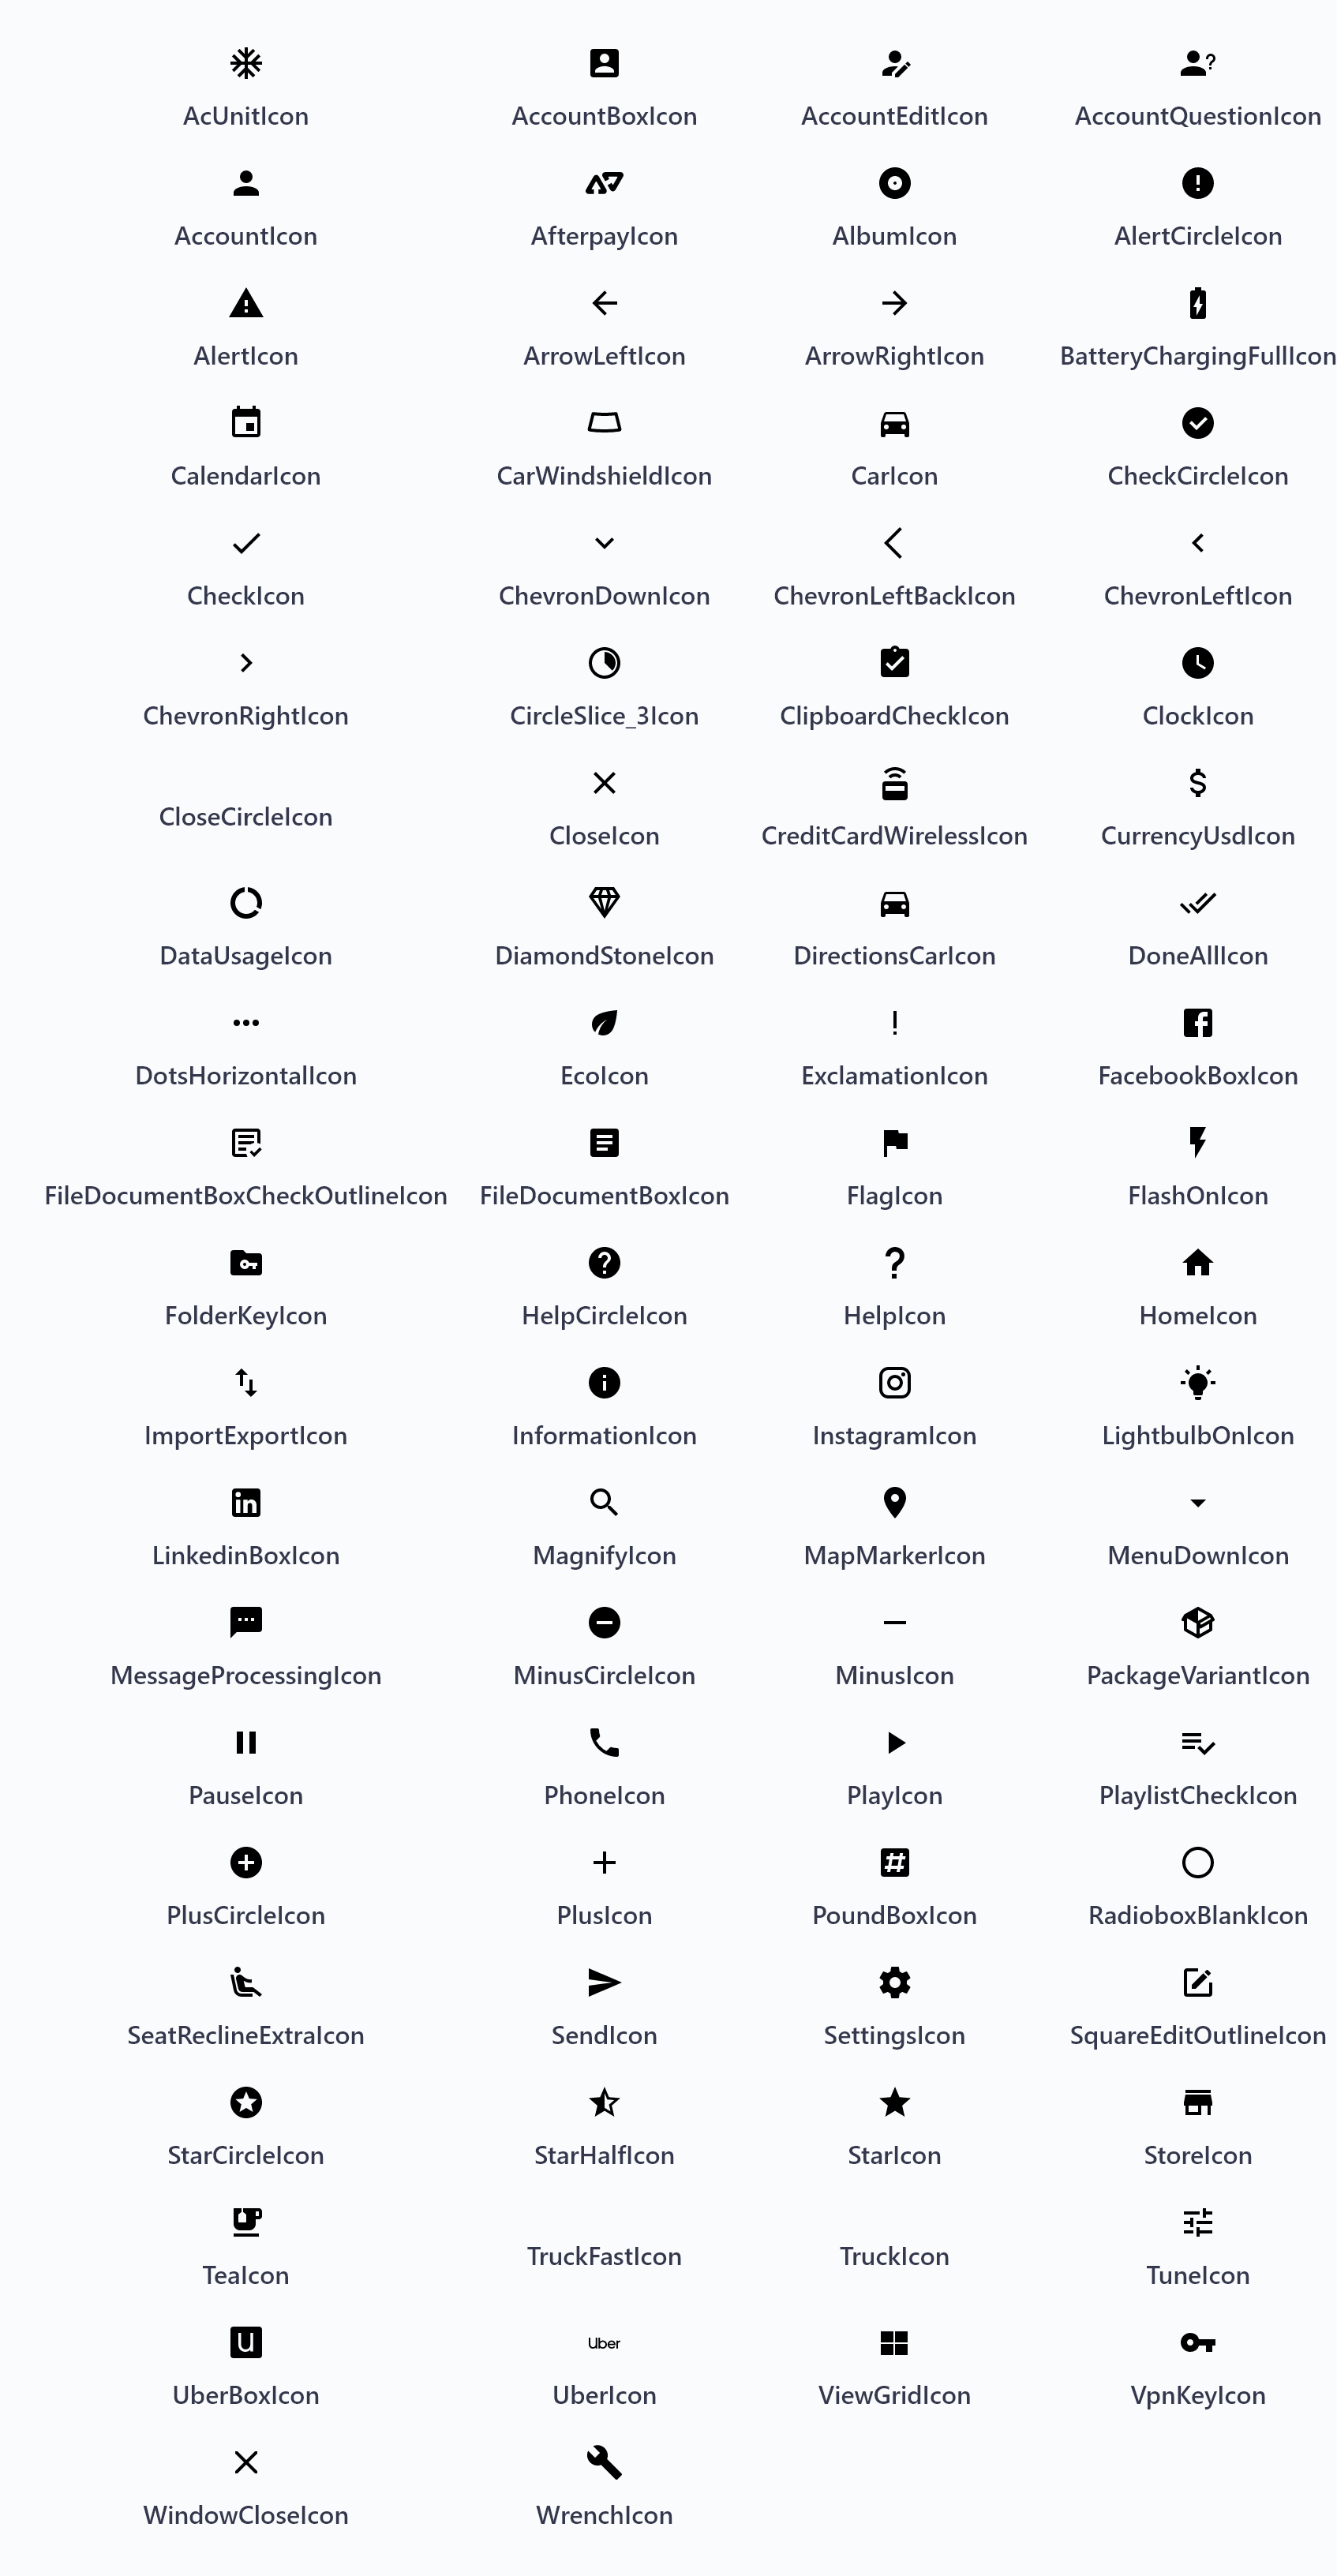 AcUnitIcon AccountBoxIcon AccountEditIcon AccountQuestionIcon
AccountIcon AfterpayIcon AlbumIcon AlertCircleIcon
AlertIcon ArrowLeftIcon ArrowRightIcon BatteryChargingFullIcon
CalendarIcon CarWindshieldIcon CarIcon CheckCircleIcon
CheckIcon ChevronDownIcon ChevronLeftBackIcon ChevronLeftIcon
ChevronRightIcon CircleSlice_3Icon ClipboardCheckIcon ClockIcon
CloseCircleIcon CloseIcon CreditCardWirelessIcon CurrencyUsdIcon
DataUsageIcon DiamondStoneIcon DirectionsCarIcon DoneAllIcon
DotsHorizontalIcon EcoIcon ExclamationIcon FacebookBoxIcon
FileDocumentBoxCheckOutlineIcon FileDocumentBoxIcon FlagIcon FlashOnIcon
FolderKeyIcon HelpCircleIcon HelpIcon HomeIcon
ImportExportIcon InformationIcon InstagramIcon LightbulbOnIcon
in
LinkedinBoxIcon MagnifyIcon MapMarkerIcon MenuDownIcon
MessageProcessingIcon MinusCircleIcon MinusIcon PackageVariantIcon
PauseIcon PhoneIcon PlayIcon PlaylistCheckIcon
PlusCircleIcon PlusIcon PoundBoxIcon RadioboxBlankIcon
SeatReclineExtraIcon SendIcon SettingsIcon SquareEditOutlineIcon
StarCircleIcon StarHalfIcon StarIcon StoreIcon
TeaIcon TruckFastIcon TruckIcon TuneIcon
U Uber
UberBoxIcon UberIcon ViewGridIcon VpnKeyIcon
WindowCloseIcon WrenchIcon